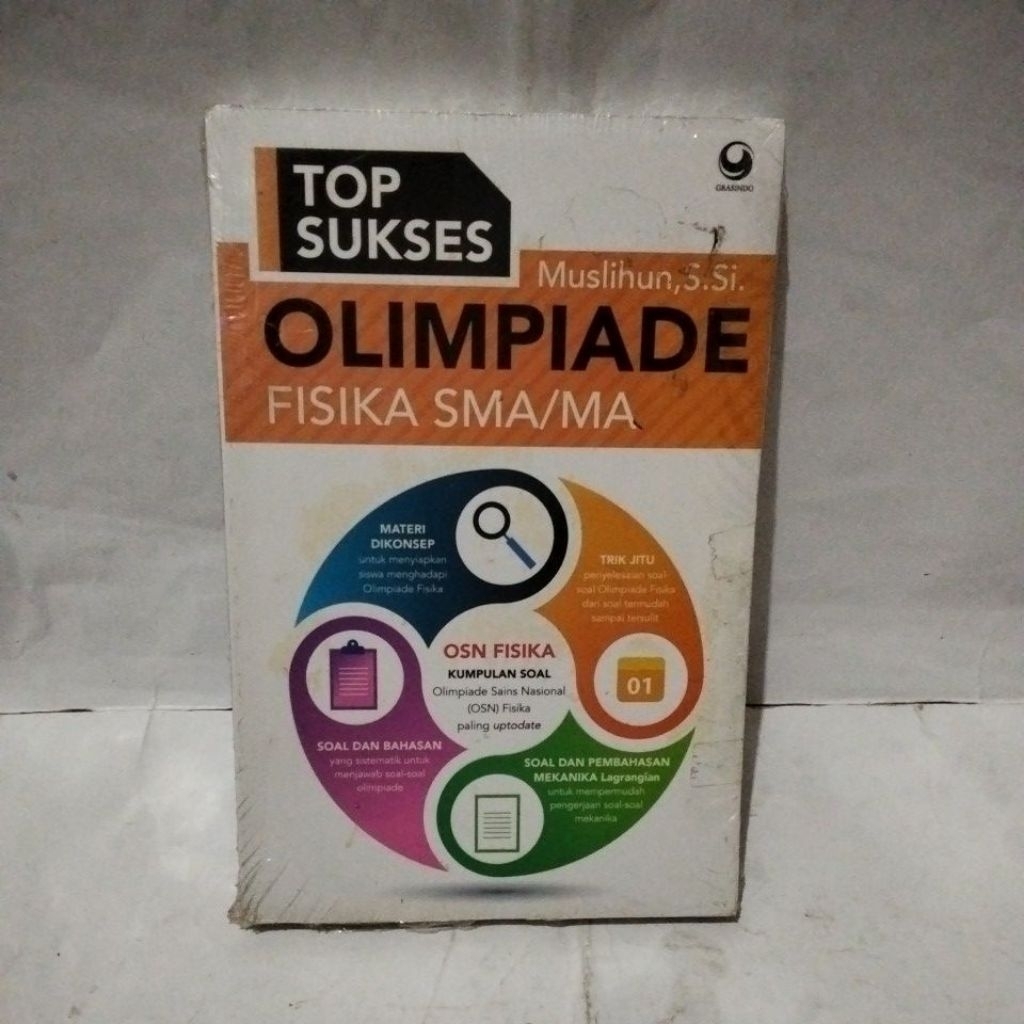 TOP
SUKSES
GRASINDO
Muslihun,S.Si.
OLIMPIADE
FISIKA SMA/MA
MATERI
DIKONSEP
untuk menyiapkan
siswa menghadapi
Olimpiade Fisika
TRIK JITU
penyelesaian soal-
soal Olimpiade Fisika
dari soal termudah
sampai tersulit
OSN FISIKA
KUMPULAN SOAL
Olimpiade Sains Nasional
(OSN) Fisika
paling uptodate
01
SOAL DAN BAHASAN
yang sistematik untuk
menjawab soal-soal
olimpiade
SOAL DAN PEMBAHASAN
MEKANIKA Lagrangian
untuk mempermudah
pengerjaan soal-soal
mekanika